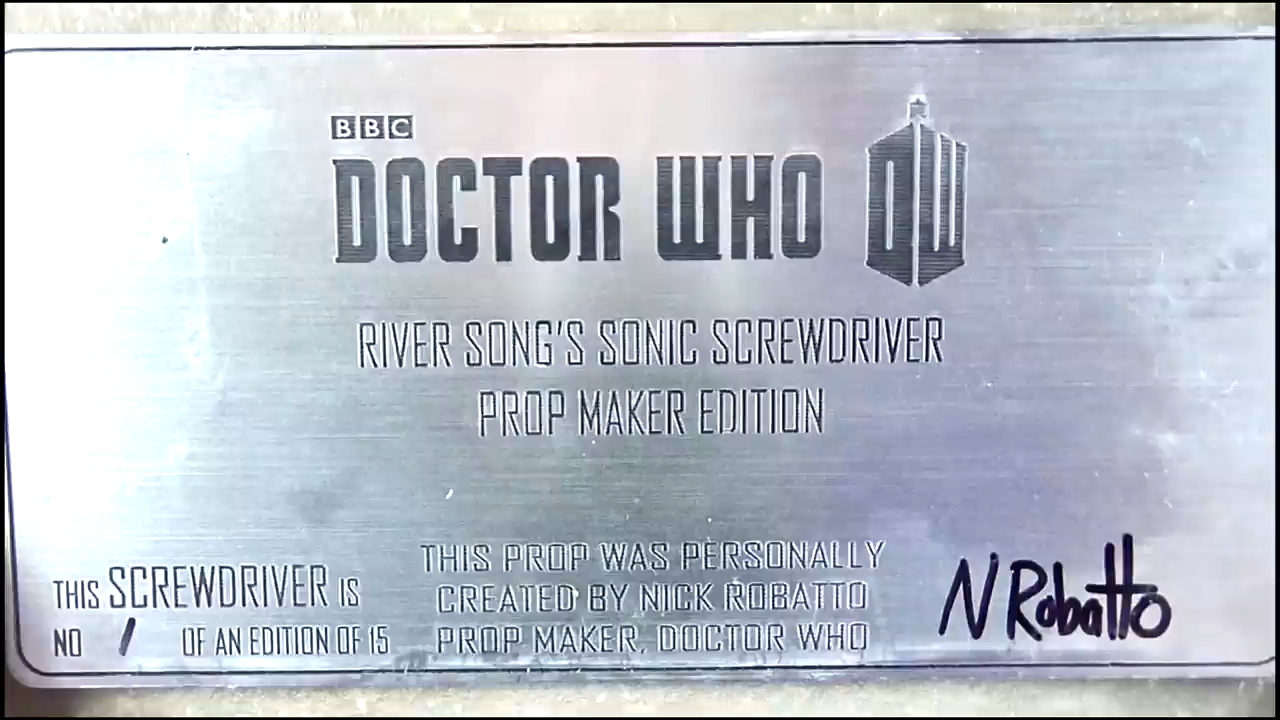 BBC
DOCTOR WHO DW
RIVER SONG'S SONIC SCREWDRIVER
PROP MAKER EDITION
THIS SCREWDRIVER IS
NO 1 OF AN EDITION OF 15
THIS PROP WAS PERSONALLY
CREATED BY NICK ROBATTO
PROP MAKER, DOCTOR WHO
N Robatto